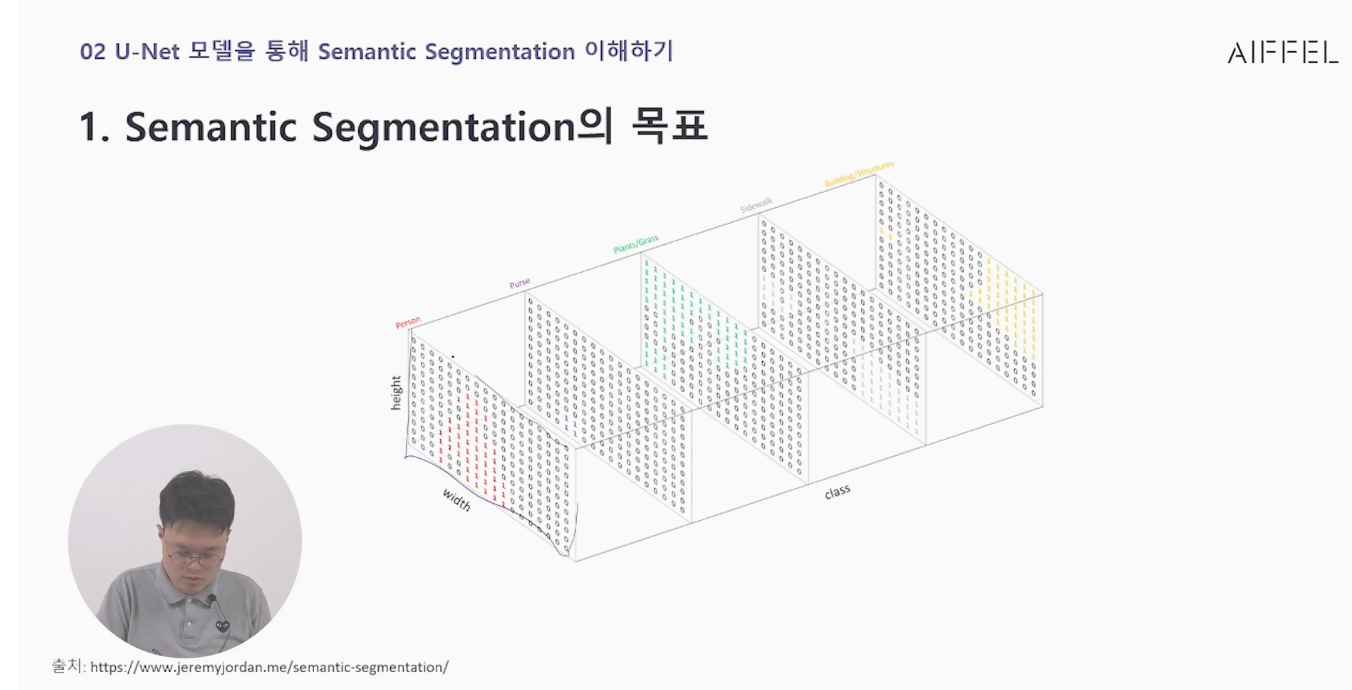 02 U-Net 모델을 통해 Semantic Segmentation 이해하기
AIFFEL
1. Semantic Segmentation의 목표
Building/Structures
Sidewalk
Plants/Grass
Purse
Person
height
width
class
출처: https://www.jeremyjordan.me/semantic-segmentation/